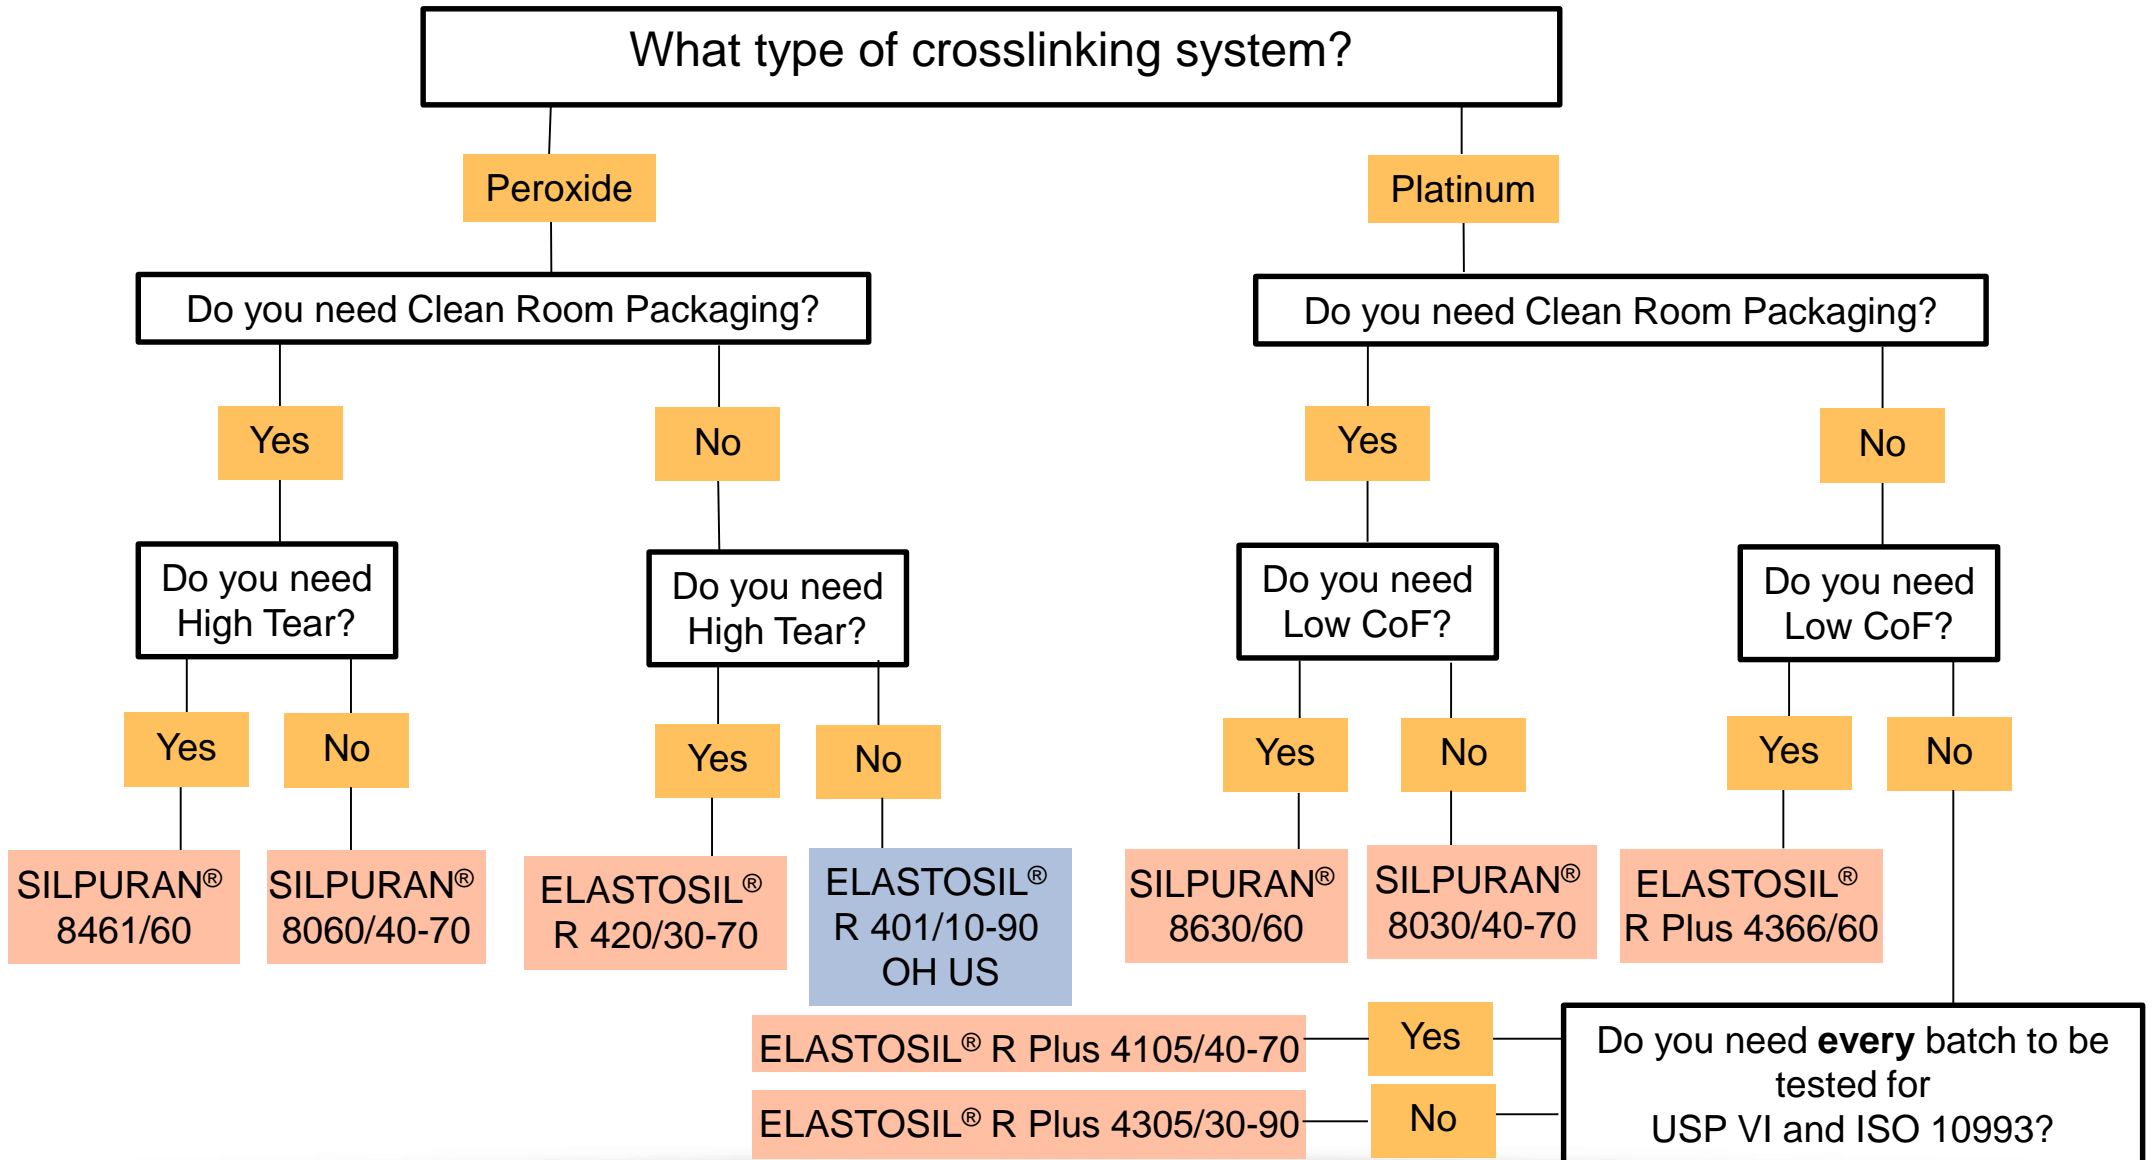 What type of crosslinking system?
Peroxide
Platinum
Do you need Clean Room Packaging?
Do you need Clean Room Packaging?
Yes
No
Yes
No
Do you need
High Tear?
Do you need
High Tear?
Do you need
Low CoF?
Do you need
Low CoF?
Yes
No
Yes
No
Yes
No
Yes
No
SILPURAN®
8461/60
SILPURAN®
8060/40-70
ELASTOSIL®
R 420/30-70
ELASTOSIL®
R 401/10-90
OH US
SILPURAN®
8630/60
SILPURAN®
8030/40-70
ELASTOSIL®
R Plus 4366/60
ELASTOSIL® R Plus 4105/40-70
Yes
ELASTOSIL® R Plus 4305/30-90
No
Do you need every batch to be
tested for
USP VI and ISO 10993?